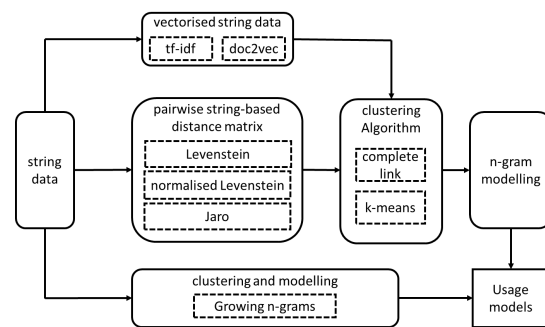 vectorised string data
tf-idf doc2vec
string
data
pairwise string-based
distance matrix
Levenstein
normalised Levenstein
Jaro
clustering
Algorithm
complete
link
k-means
n-gram
modelling
clustering and modelling
Growing n-grams
Usage
models